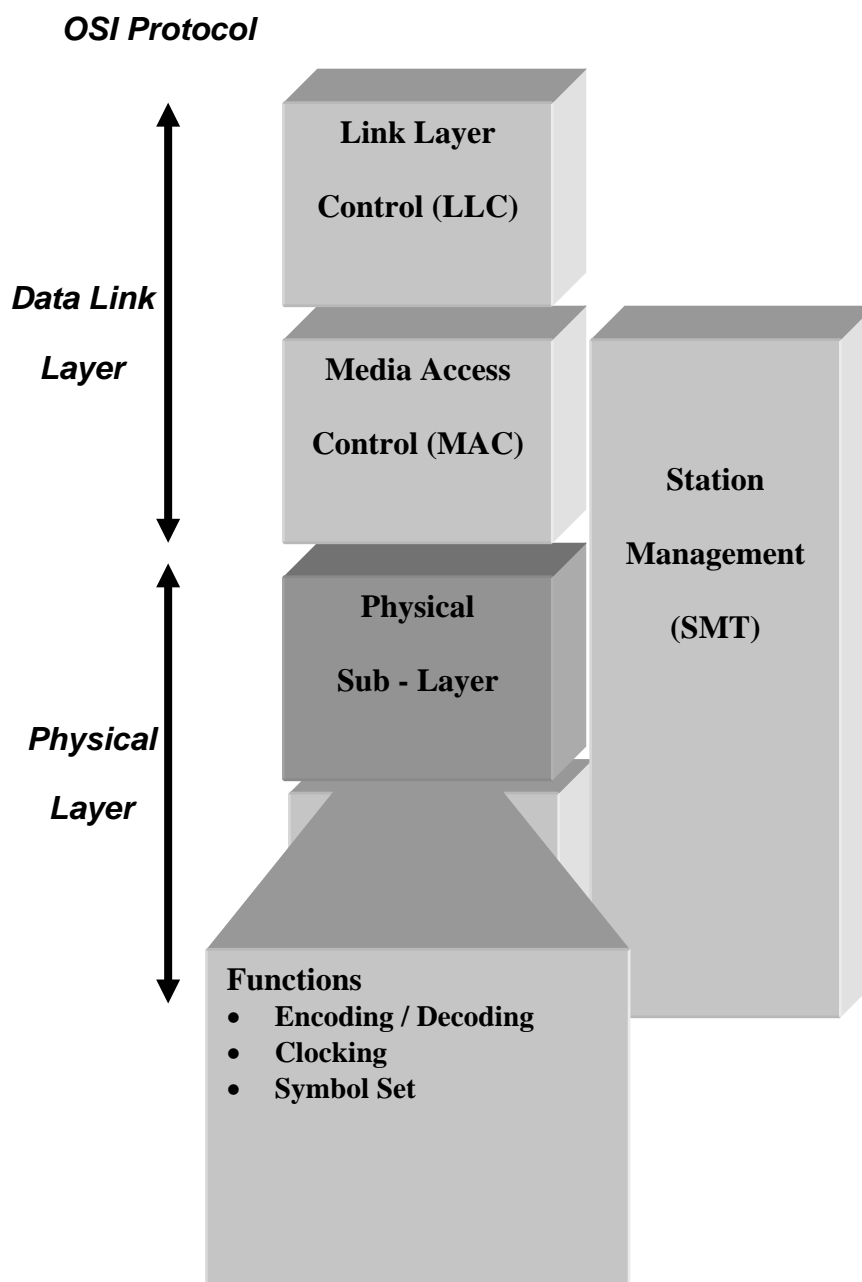 OSI Protocol
Link Layer
Control (LLC)
Data Link
Layer
Media Access
Control (MAC)
Station
Management
(SMT)
Physical
Sub - Layer
Physical
Layer
Functions
• Encoding / Decoding
• Clocking
• Symbol Set